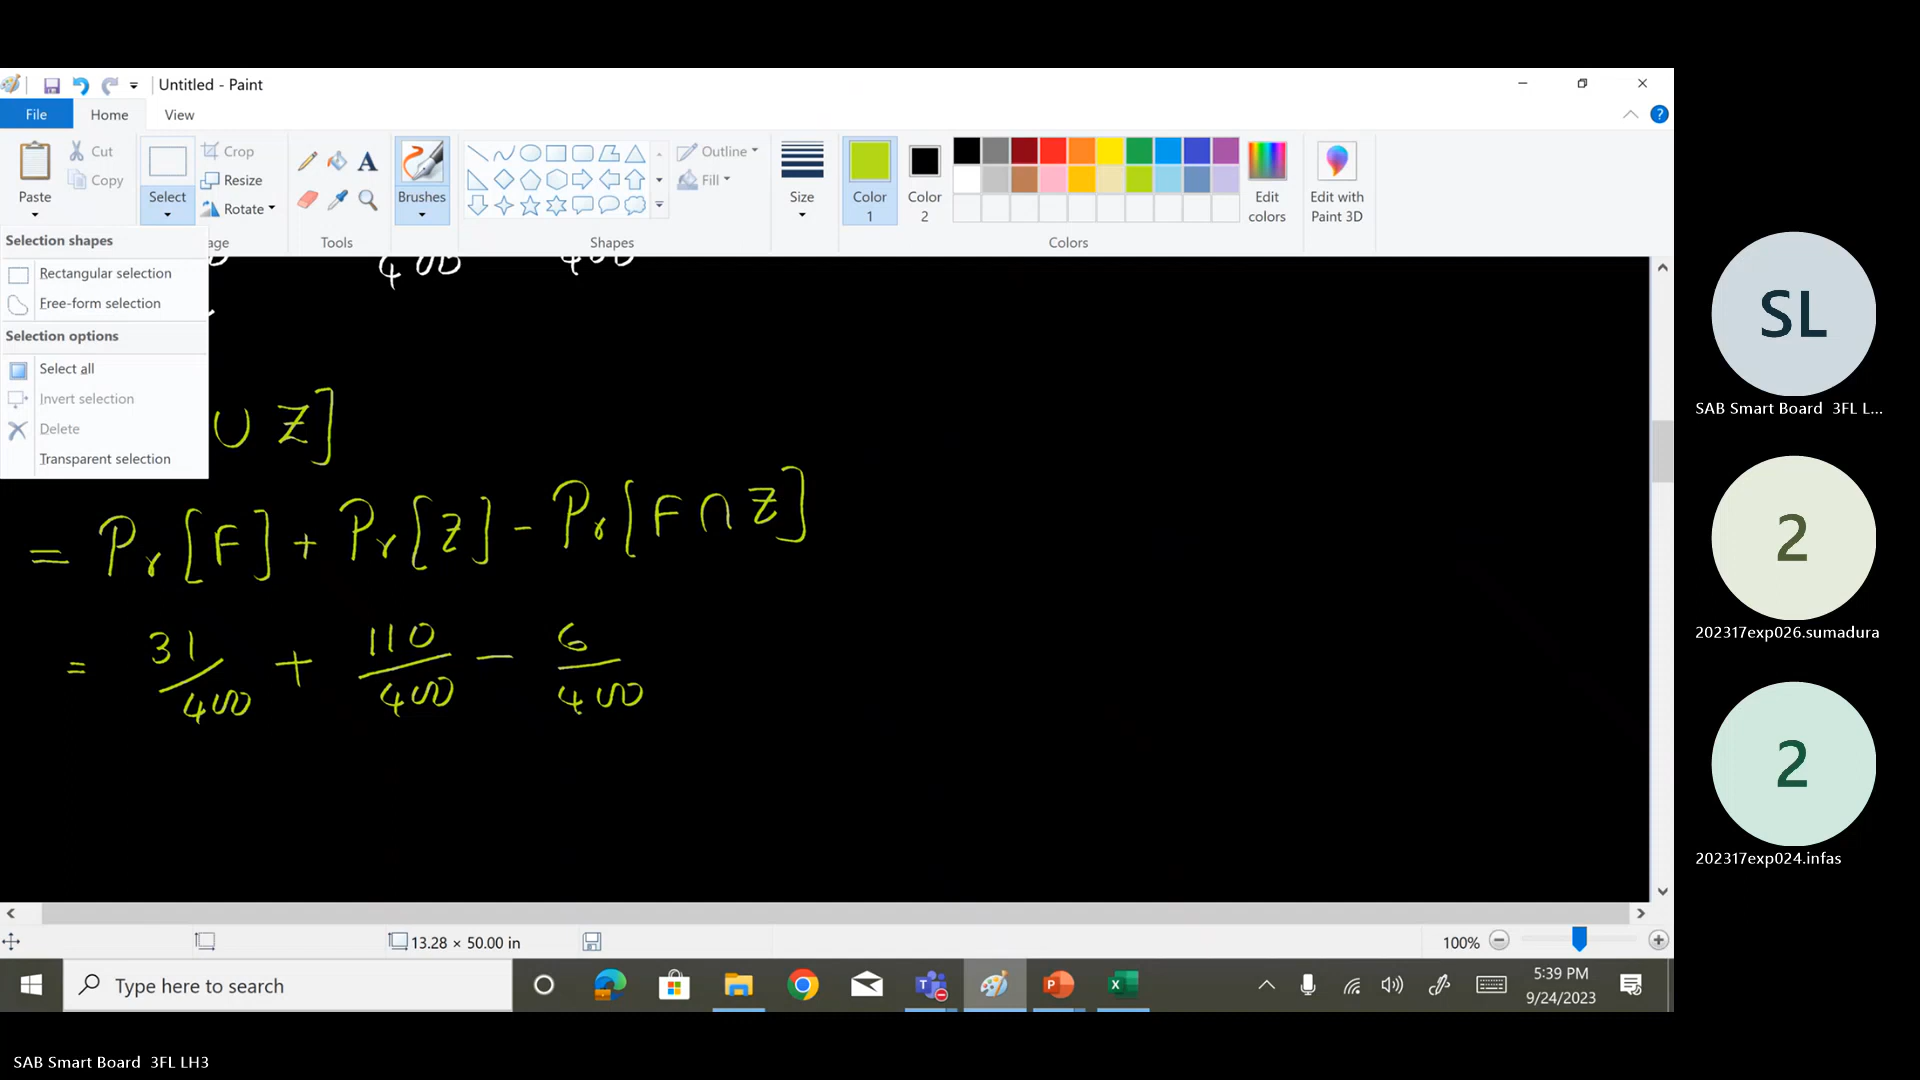 Untitled - Paint
File
Home
View
Paste
Cut
Copy
Select
Crop
Resize
Rotate
Brushes
Outline
Fill
Size
Color 1
Color 2
Edit colors
Edit with Paint 3D
age
Tools
Shapes
Colors
Selection shapes
Rectangular selection
Free-form selection
Selection options
Select all
Invert selection
Delete
Transparent selection
400 400
∪ Z]
= Pr[F] + Pr[Z] - Pr[F∩Z]
= 31/400 + 110/400 - 6/400
13.28 × 50.00 in
100%
Type here to search
5:39 PM
9/24/2023
SL
SAB Smart Board 3FL L...
2
202317exp026.sumadura
2
202317exp024.infas
SAB Smart Board 3FL LH3